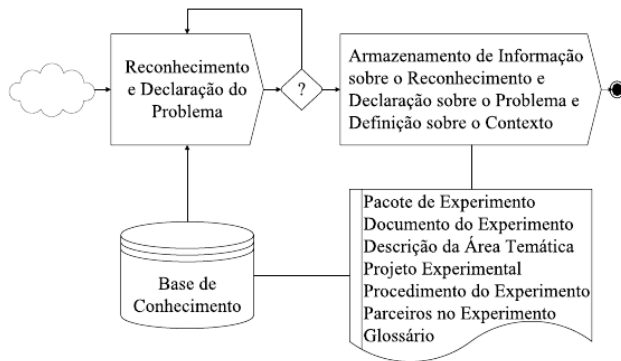 Reconhecimento
e Declaração do
Problema
?
Armazenamento de Informação
sobre o Reconhecimento e
Declaração sobre o Problema e
Definição sobre o Contexto
Base de
Conhecimento
Pacote de Experimento
Documento do Experimento
Descrição da Área Temática
Projeto Experimental
Procedimento do Experimento
Parceiros no Experimento
Glossário